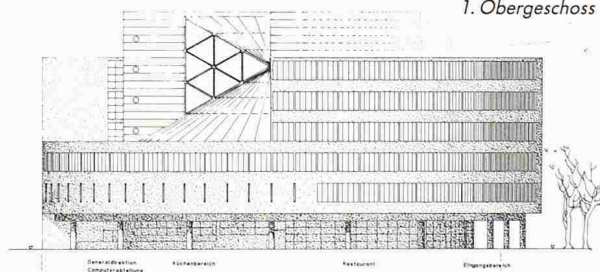 1. Obergeschoss
Generaldirektion Küchenbereich Restaurant Eingangsbereich
Computerabteilung